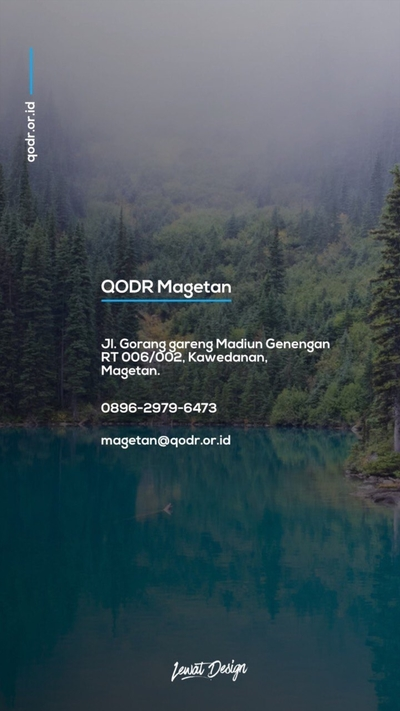 qodr.or.id
QODR Magetan
Jl. Gorang gareng Madiun Genengan
RT 006/002, Kawedanan,
Magetan.
0896-2979-6473
magetan@qodr.or.id
Lewat Design